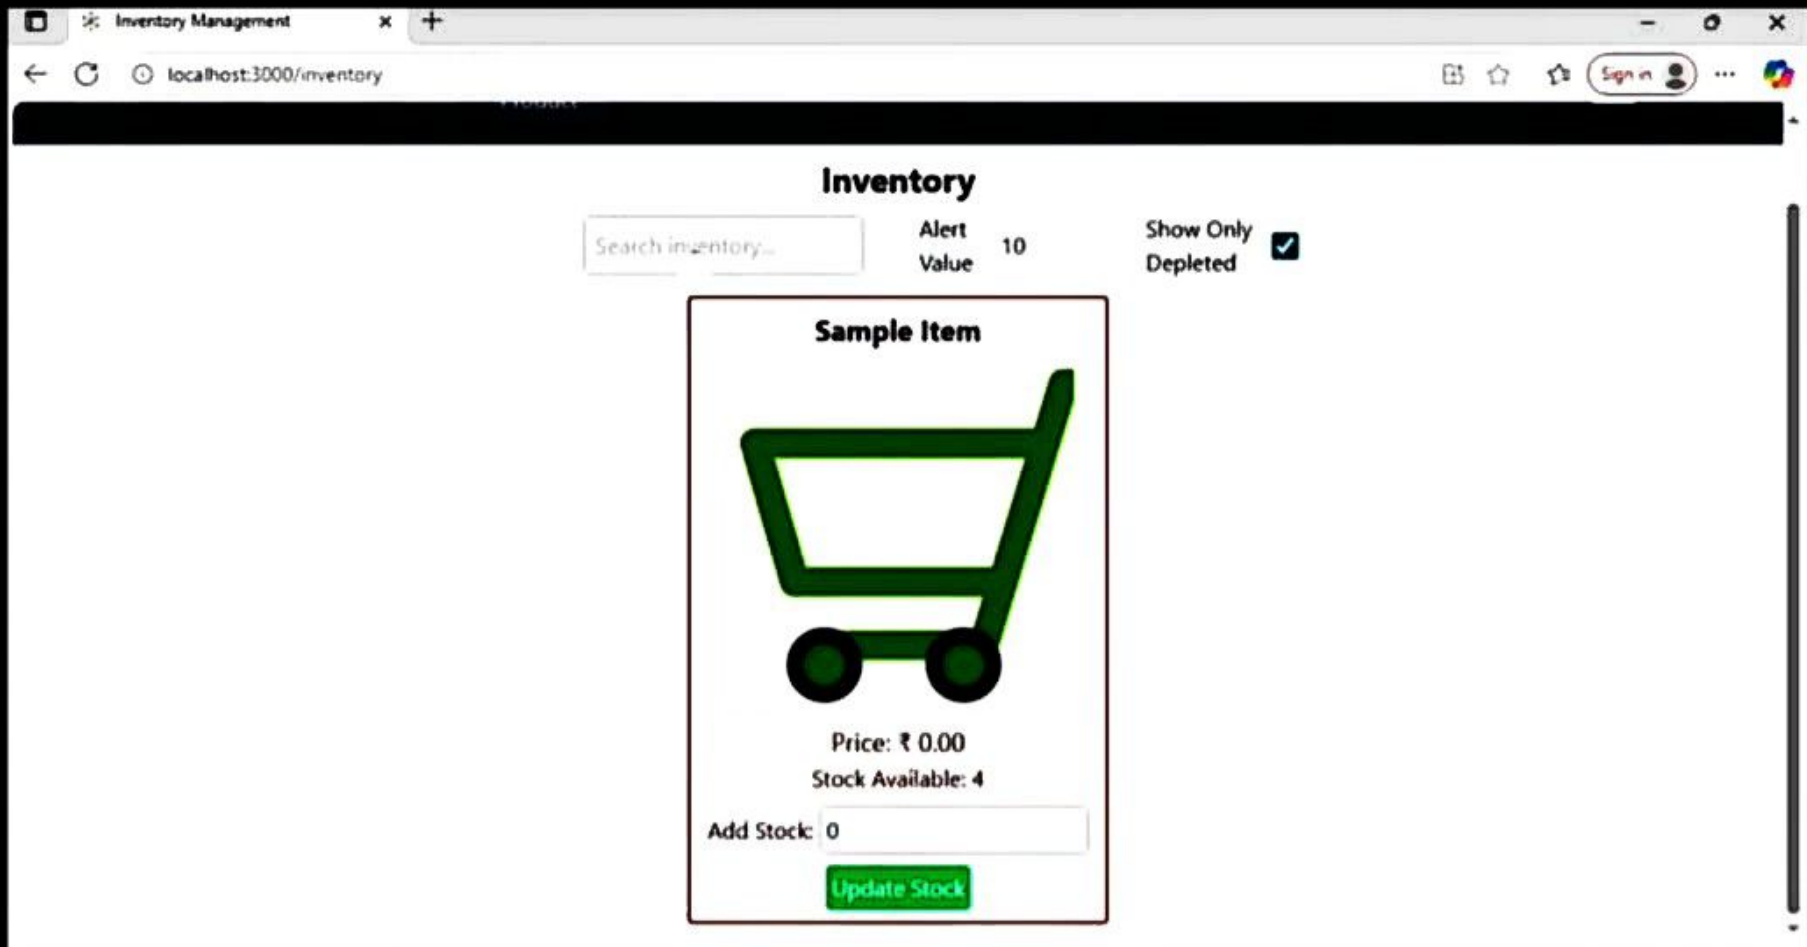 Inventory Management
localhost:3000/inventory
Sign in
Product
Inventory
Search inventory...
Alert Value
10
Show Only Depleted
Sample Item
Price: ₹ 0.00
Stock Available: 4
Add Stock: 0
Update Stock